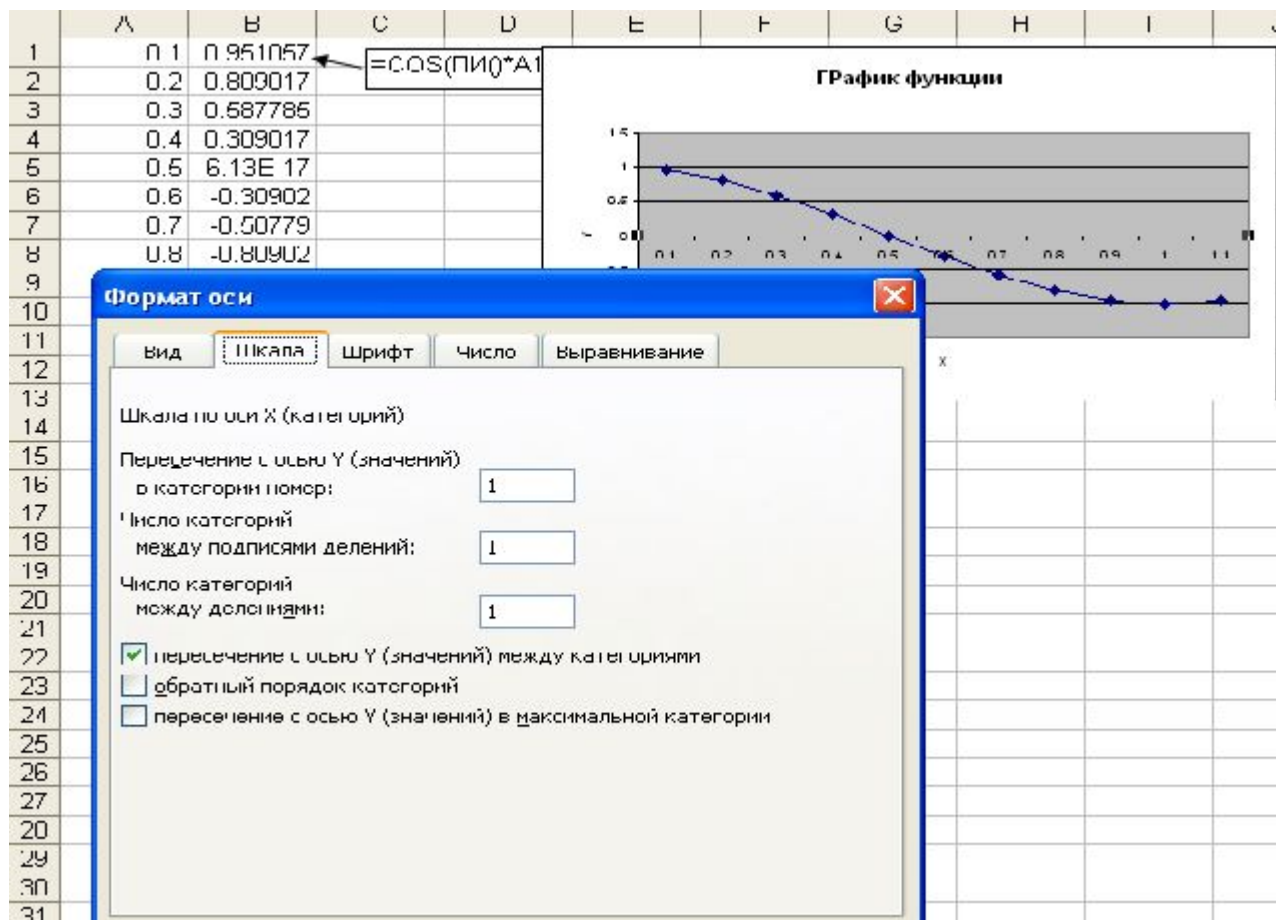 A B C D E F G H I J
1 0.1 0.951057 =COS(ПИ()*A1
2 0.2 0.809017
3 0.3 0.587785
4 0.4 0.309017
5 0.5 6.13E 17
6 0.6 -0.30902
7 0.7 -0.58779
8 0.8 -0.80902
9
10
11
12
13
14
15
16
17
18
19
20
21
22
23
24
25
26
27
28
29
30
31
ГРафик функции
1.5
1
0.5
0
Y
0.1 0.2 0.3 0.4 0.5 0.6 0.7 0.8 0.9 1 1.1
X
Формат оси
Вид Шкала Шрифт Число Выравнивание
Шкала по оси X (категорий)
Пересечение с осью Y (значений)
в категории номер: 1
Число категорий
между подписями делений: 1
Число категорий
между делениями: 1
пересечение с осью Y (значений) между категориями
обратный порядок категорий
пересечение с осью Y (значений) в максимальной категории